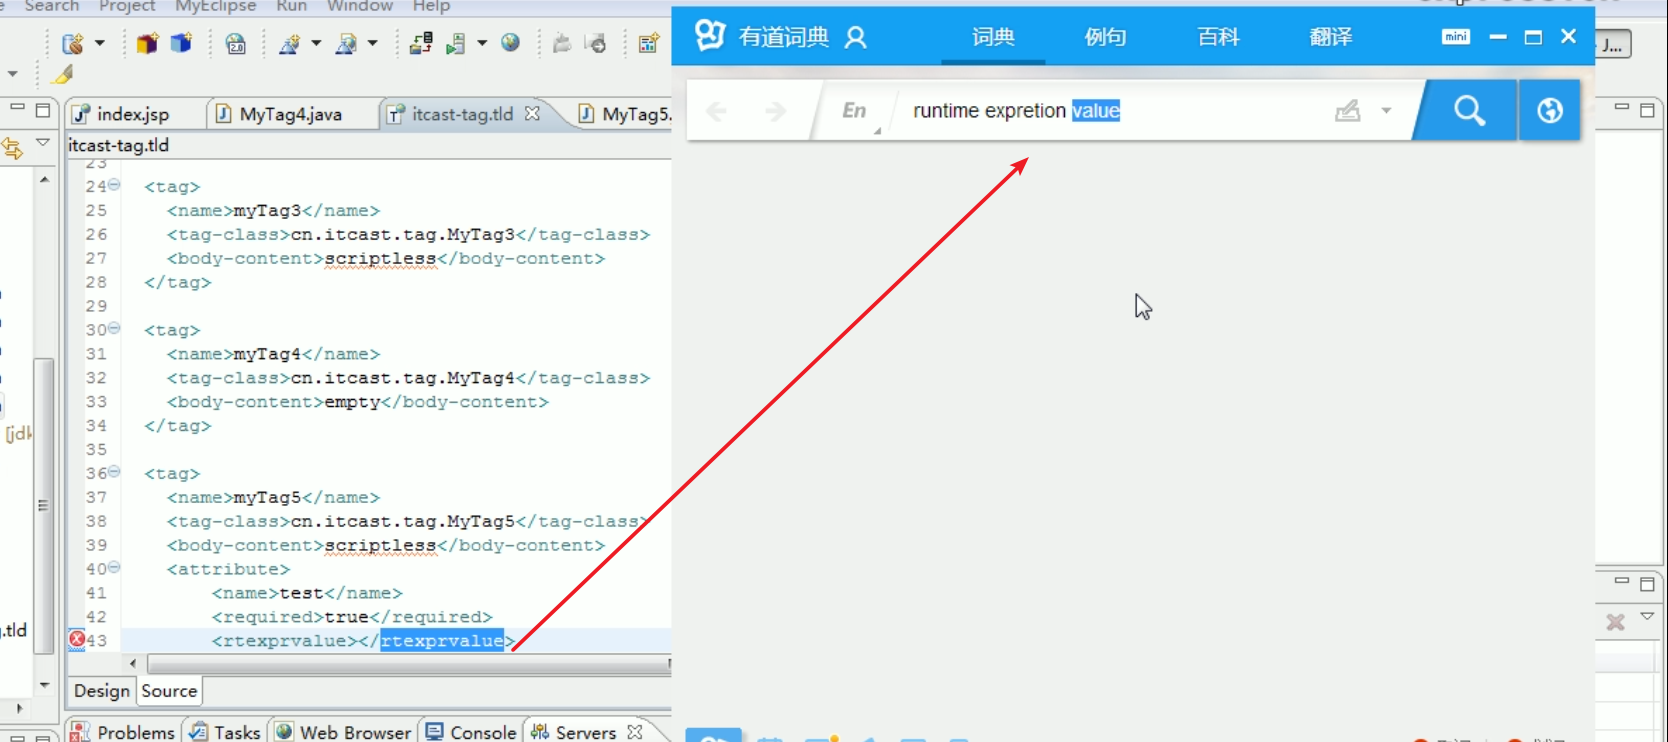 Search Project MyEclipse Run Window Help
有道词典
词典 例句 百科 翻译
mini
J...
En
runtime expretion value
index.jsp MyTag4.java itcast-tag.tld MyTag5.
itcast-tag.tld
23
24 <tag>
25 <name>myTag3</name>
26 <tag-class>cn.itcast.tag.MyTag3</tag-class>
27 <body-content>scriptless</body-content>
28 </tag>
29
30 <tag>
31 <name>myTag4</name>
32 <tag-class>cn.itcast.tag.MyTag4</tag-class>
33 <body-content>empty</body-content>
34 </tag>
35
36 <tag>
37 <name>myTag5</name>
38 <tag-class>cn.itcast.tag.MyTag5</tag-class>
39 <body-content>scriptless</body-content>
40 <attribute>
41 <name>test</name>
42 <required>true</required>
43 <rtexprvalue></rtexprvalue>
[jdk
.tld
Design Source
Problems Tasks Web Browser Console Servers